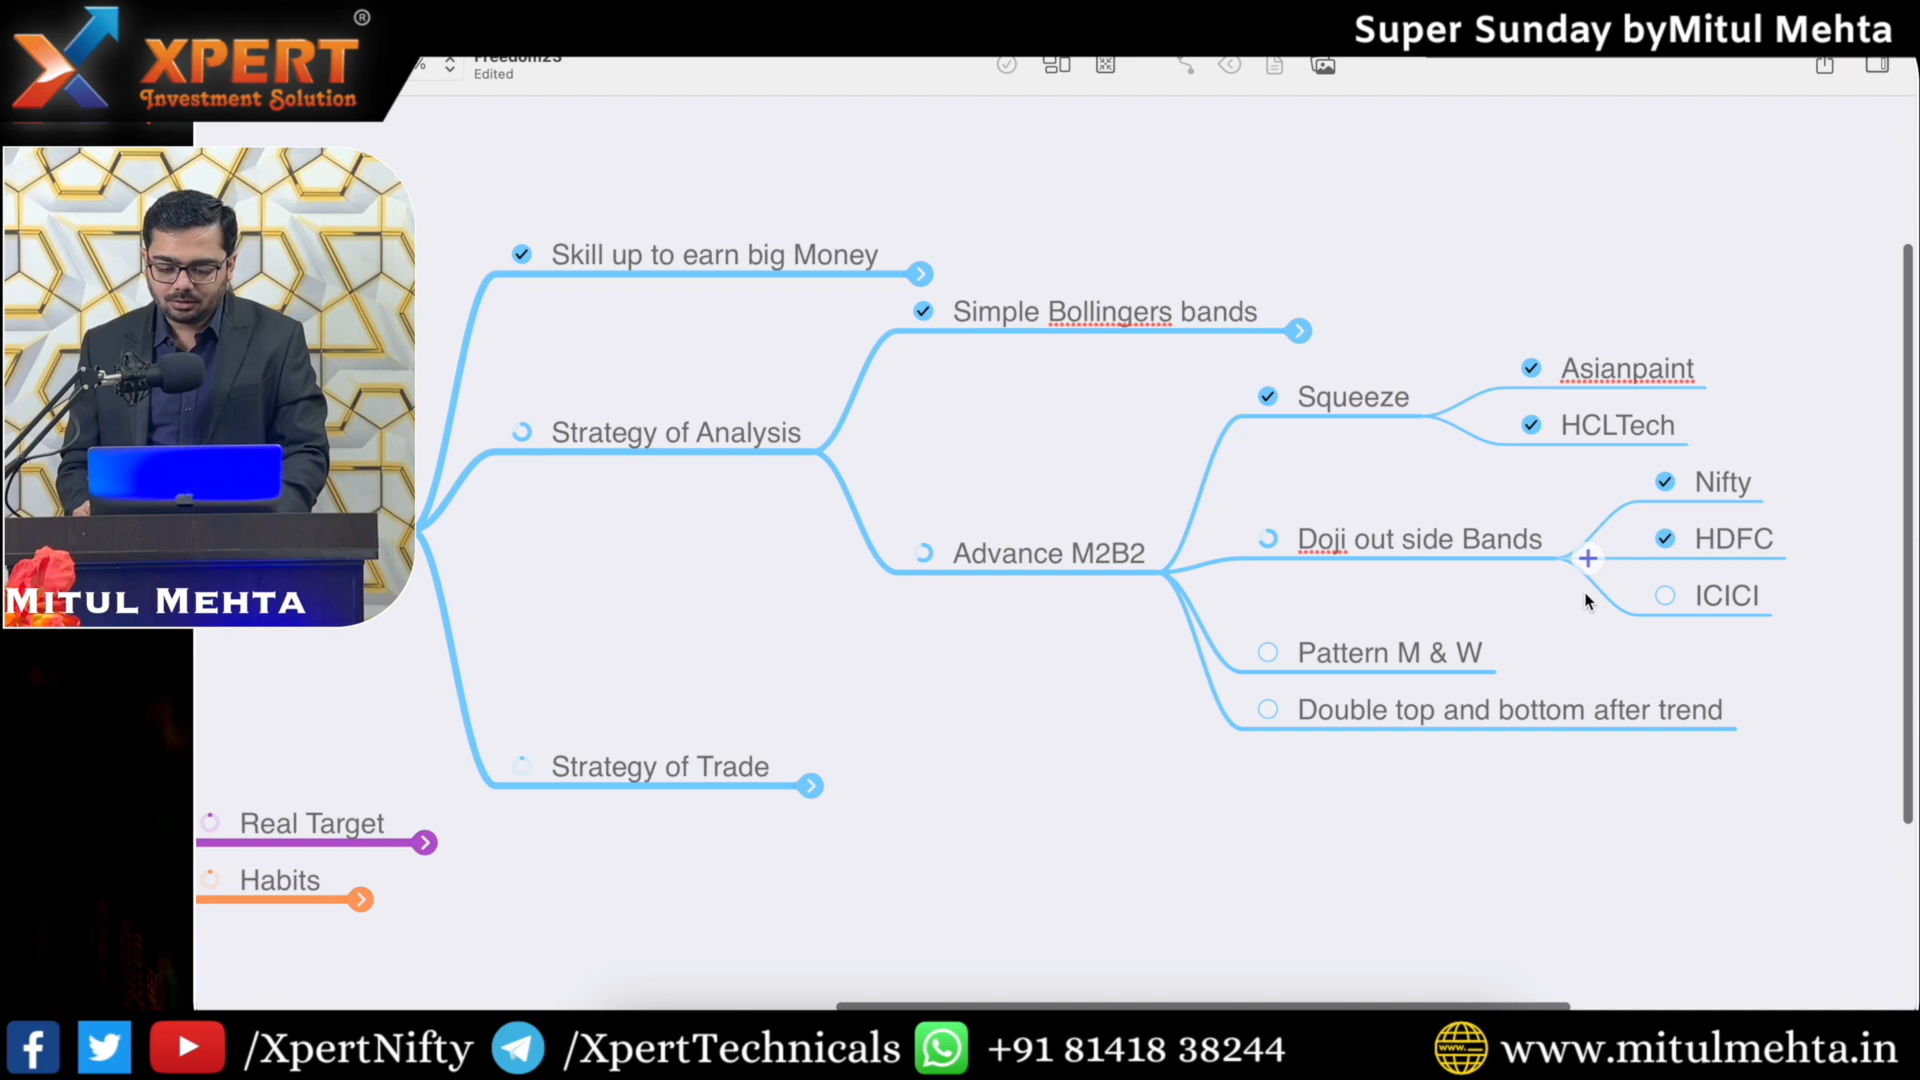 Super Sunday byMitul Mehta
XPERT
®
Investment Solution
Freedom23
Edited
Skill up to earn big Money
Simple Bollingers bands
Asianpaint
Squeeze
HCLTech
Strategy of Analysis
Nifty
Doji out side Bands
HDFC
Advance M2B2
ICICI
Pattern M & W
Double top and bottom after trend
Strategy of Trade
Real Target
Habits
MITUL MEHTA
/XpertNifty
/XpertTechnicals
+91 81418 38244
www.mitulmehta.in